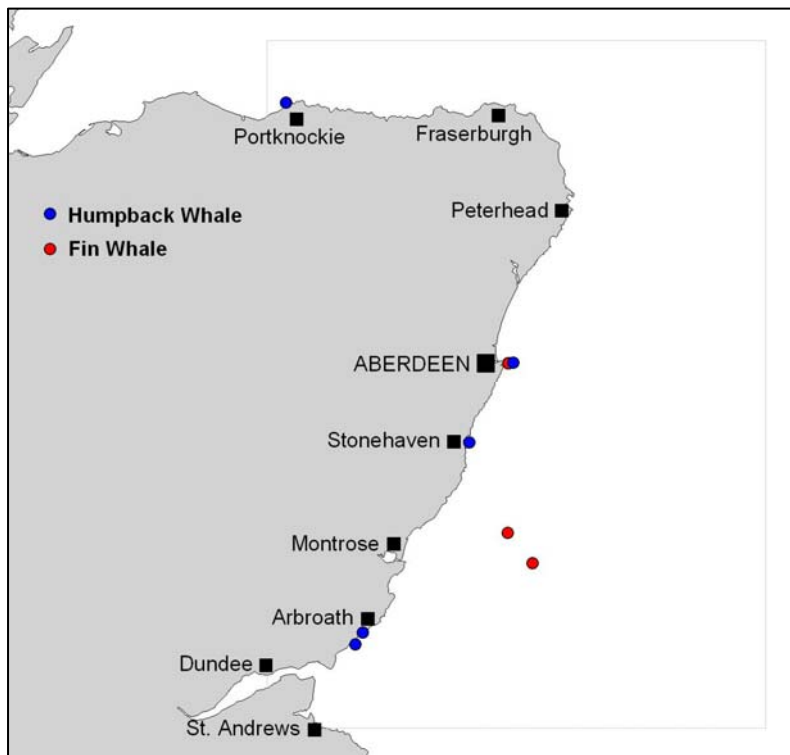 Portknockie
Fraserburgh
Humpback Whale
Peterhead
Fin Whale
ABERDEEN
Stonehaven
Montrose
Arbroath
Dundee
St. Andrews